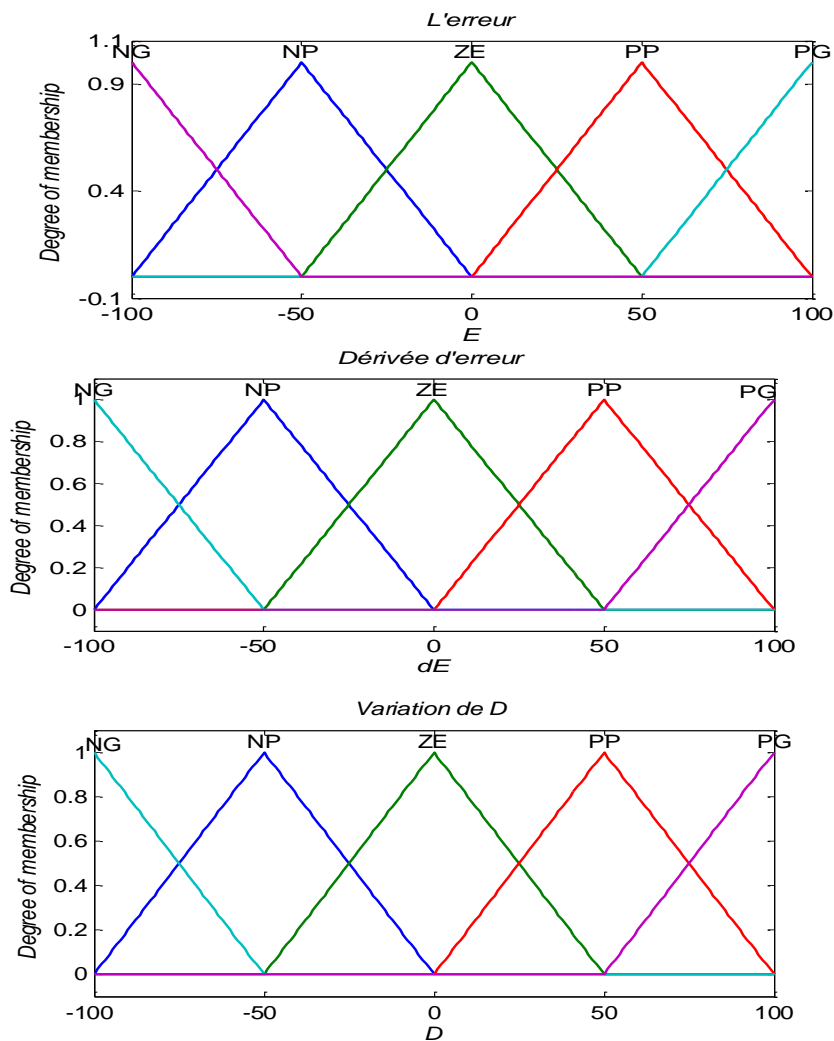 L'erreur
NG NP ZE PP PG
1.1
0.9
0.4
-0.1
Degree of membership
-100 -50 0 50 100
E
Dérivée d'erreur
NG NP ZE PP PG
1
0.8
0.6
0.4
0.2
0
Degree of membership
-100 -50 0 50 100
dE
Variation de D
NG NP ZE PP PG
1
0.8
0.6
0.4
0.2
0
Degree of membership
-100 -50 0 50 100
D